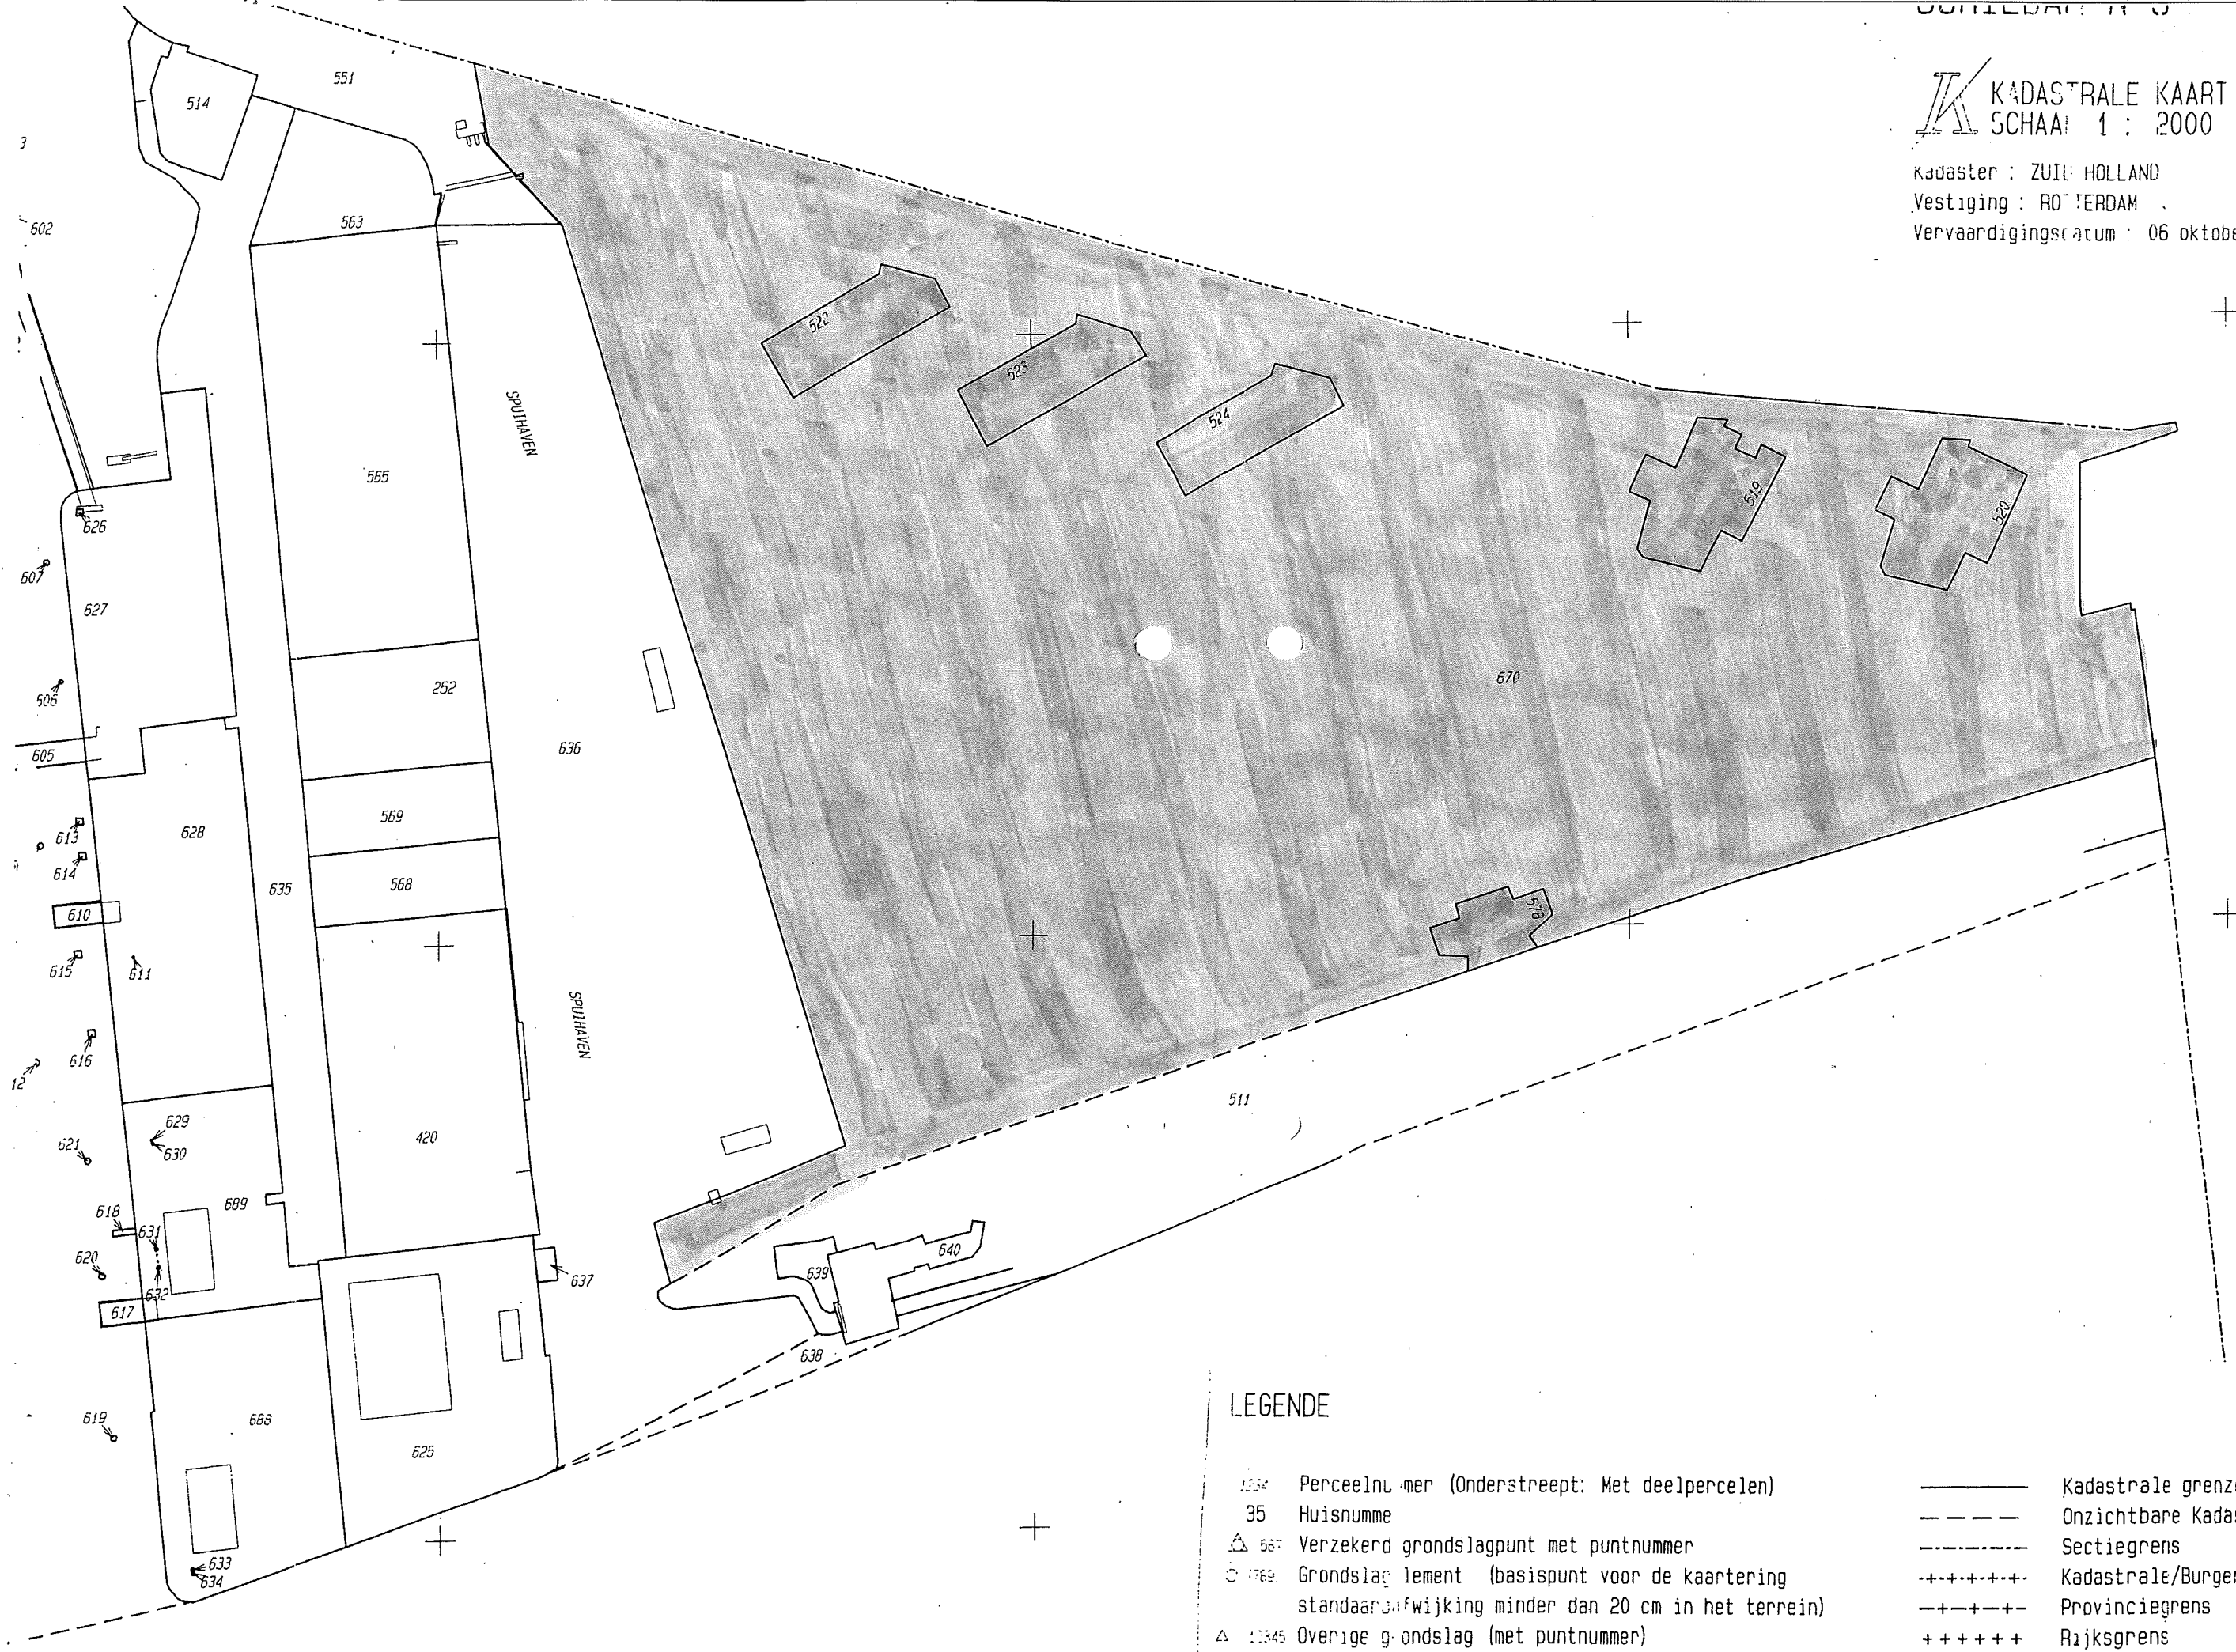 KADASTRALE KAART
SCHAAL 1 : 2000
Kadaster : ZUID HOLLAND
Vestiging : ROTTERDAM
Vervaardigingsdatum : 06 oktobe
551
514
3
602
563
522
523
524
SPUIHAVEN
565
519
520
626
607
627
606
252
670
605
636
613
569
628
614
568
635
610
578
615
611
SPUIHAVEN
616
12
511
629
621
630
420
618
689
631
620
640
639
637
632
617
638
619
688
625
633
634
LEGENDE
Perceelnummer (Onderstreept: Met deelpercelen)
35 Huisnumme
567 Verzekerd grondslagpunt met puntnummer
Grondslag lement (basispunt voor de kaartering
standaardafwijking minder dan 20 cm in het terrein)
Overige grondslag (met puntnummer)
Kadastrale grenz
Onzichtbare Kadas
Sectiegrens
Kadastrale/Burge
Provinciegrens
Rijksgrens